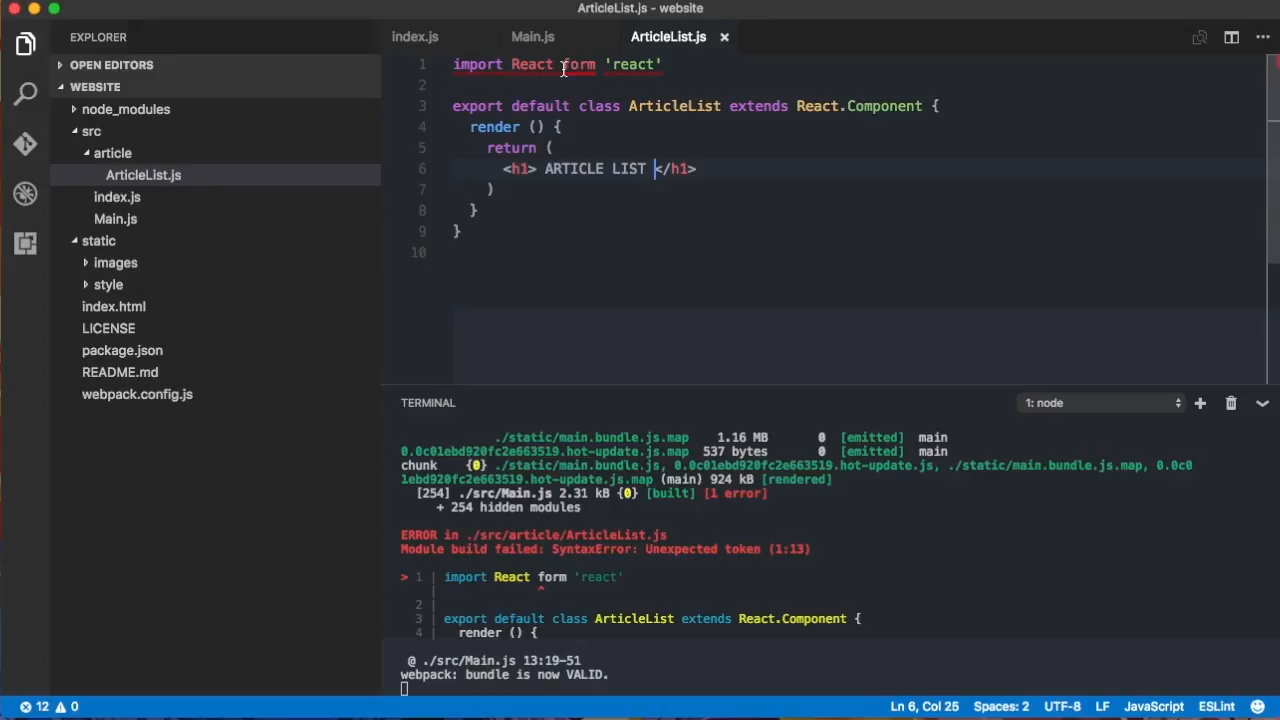 ArticleList.js - website
EXPLORER
index.js Main.js ArticleList.js
OPEN EDITORS
WEBSITE
node_modules
src
article
ArticleList.js
index.js
Main.js
static
images
style
index.html
LICENSE
package.json
README.md
webpack.config.js
1 import React form 'react'
2
3 export default class ArticleList extends React.Component {
4 render () {
5 return (
6 <h1> ARTICLE LIST </h1>
7 )
8 }
9 }
10
TERMINAL
1: node
./static/main.bundle.js.map 1.16 MB 0 [emitted] main
0.0c01ebd920fc2e663519.hot-update.js.map 537 bytes 0 [emitted] main
chunk {0} ./static/main.bundle.js, 0.0c01ebd920fc2e663519.hot-update.js, ./static/main.bundle.js.map, 0.0c0
1ebd920fc2e663519.hot-update.js.map (main) 924 kB [rendered]
[254] ./src/Main.js 2.31 kB {0} [built] [1 error]
+ 254 hidden modules
ERROR in ./src/article/ArticleList.js
Module build failed: SyntaxError: Unexpected token (1:13)
> 1 | import React form 'react'
| ^
2 |
3 | export default class ArticleList extends React.Component {
4 | render () {
@ ./src/Main.js 13:19-51
webpack: bundle is now VALID.
12 0 Ln 6, Col 25 Spaces: 2 UTF-8 LF JavaScript ESLint